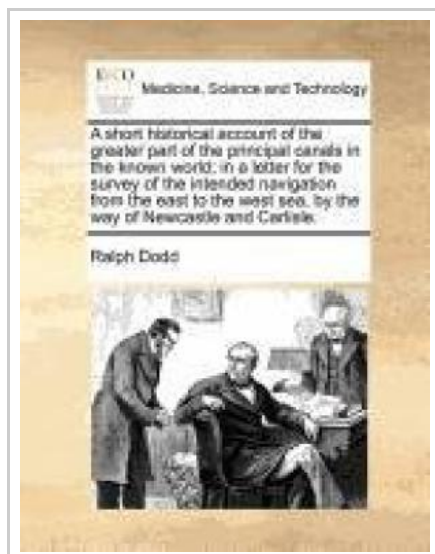 ECCO
Medicine, Science and Technology
A short historical account of the
greater part of the principal canals in
the known world; in a letter for the
survey of the intended navigation
from the east to the west sea, by the
way of Newcastle and Carlisle.
Ralph Dodd